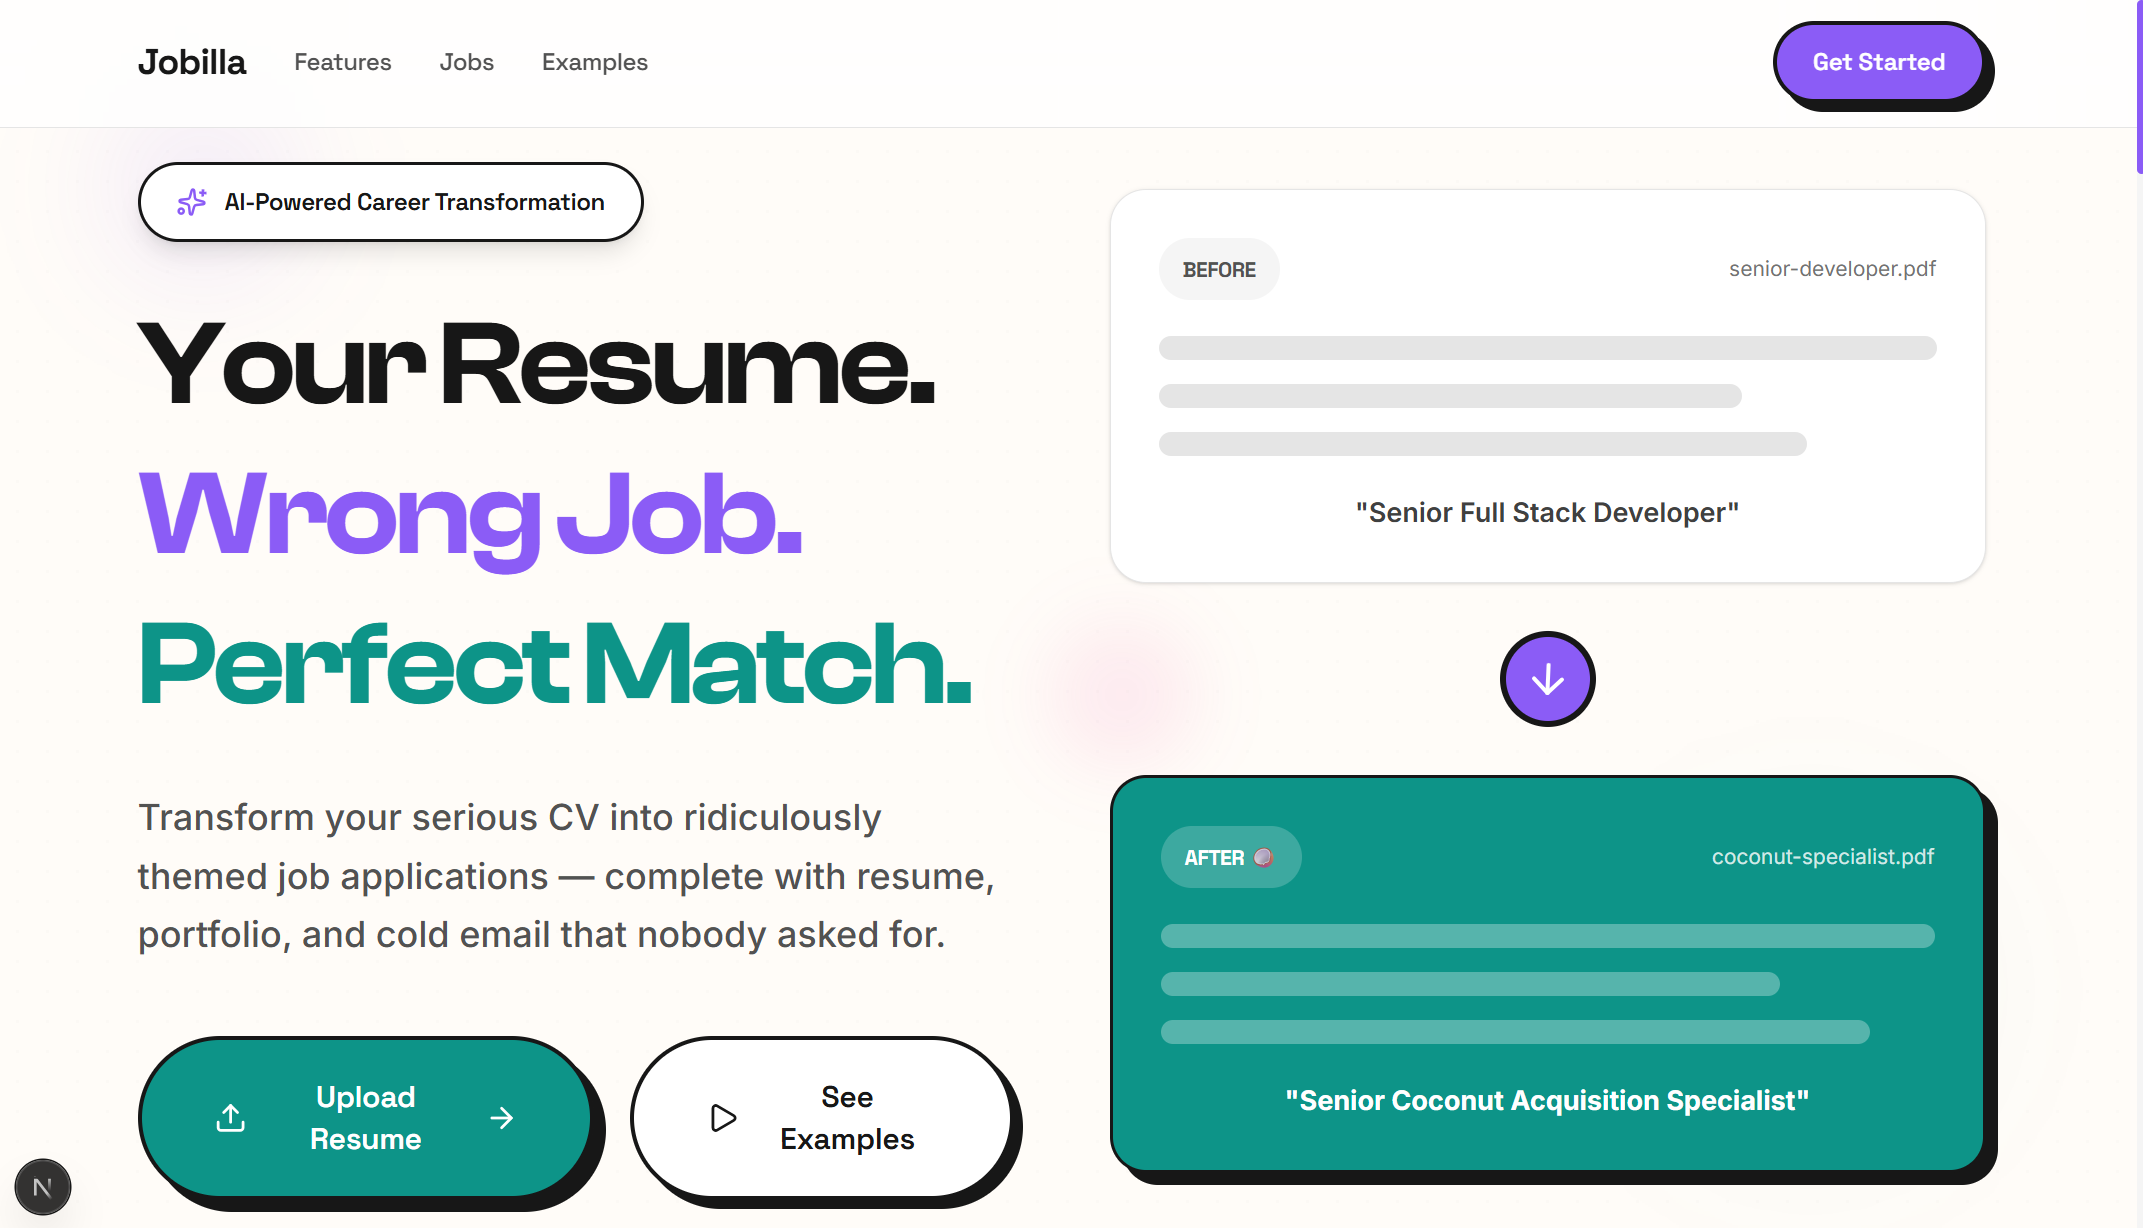 Jobilla
Features
Jobs
Examples
Get Started
AI-Powered Career Transformation
Your Resume.
Wrong Job.
Perfect Match.
Transform your serious CV into ridiculously
themed job applications — complete with resume,
portfolio, and cold email that nobody asked for.
Upload
Resume
See
Examples
BEFORE
senior-developer.pdf
"Senior Full Stack Developer"
AFTER
coconut-specialist.pdf
"Senior Coconut Acquisition Specialist"
N